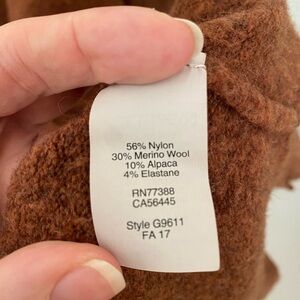 56% Nylon
30% Merino Wool
10% Alpaca
4% Elastane
RN77388
CA56445
Style G9611
FA 17